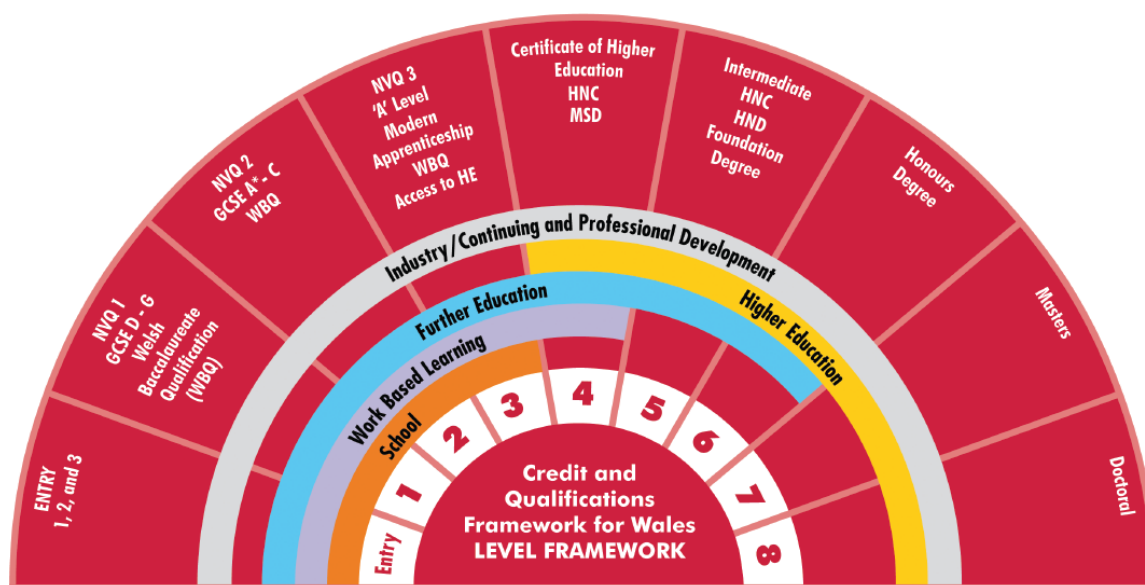 ENTRY
1, 2, and 3
NVQ 1
GCSE D - G
Welsh
Baccalaureate
Qualification
(WBQ)
NVQ 2
GCSE A* - C
WBQ
NVQ 3
‘A’ Level
Modern
Apprenticeship
WBQ
Access to HE
Certificate of Higher
Education
HNC
MSD
Intermediate
HNC
HND
Foundation
Degree
Honours
Degree
Masters
Doctoral
Industry/Continuing and Professional Development
Higher Education
Further Education
Work Based Learning
School
Entry
1
2
3
4
5
6
7
8
Credit and
Qualifications
Framework for Wales
LEVEL FRAMEWORK